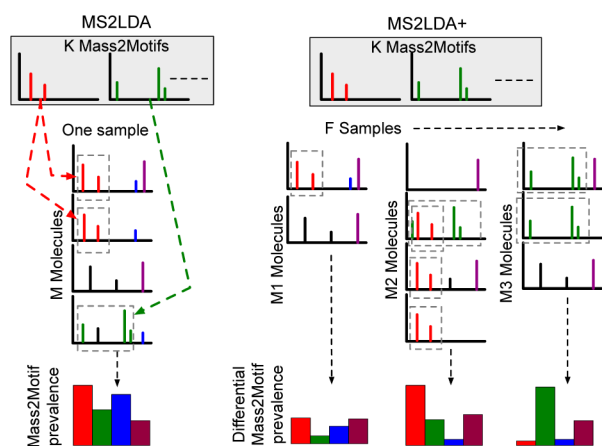 MS2LDA
K Mass2Motifs
One sample
M Molecules
Mass2Motif
prevalence
MS2LDA+
K Mass2Motifs
F Samples
M1 Molecules
M2 Molecules
M3 Molecules
Differential
Mass2Motif
prevalence